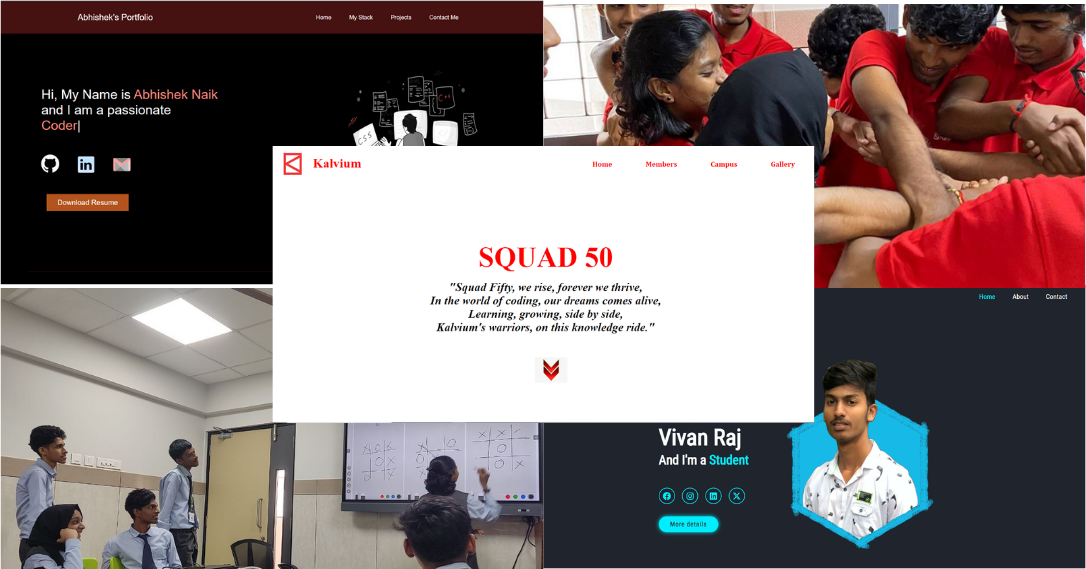 Abhishek's Portfolio
Home My Stack Projects Contact Me
Hi, My Name is Abhishek Naik
and I am a passionate
Coder|
C++
CSS
Download Resume
Kalvium
Home Members Campus Gallery
SQUAD 50
"Squad Fifty, we rise, forever we thrive,
In the world of coding, our dreams comes alive,
Learning, growing, side by side,
Kalvium's warriors, on this knowledge ride."
Home About Contact
Vivan Raj
And I'm a Student
More details